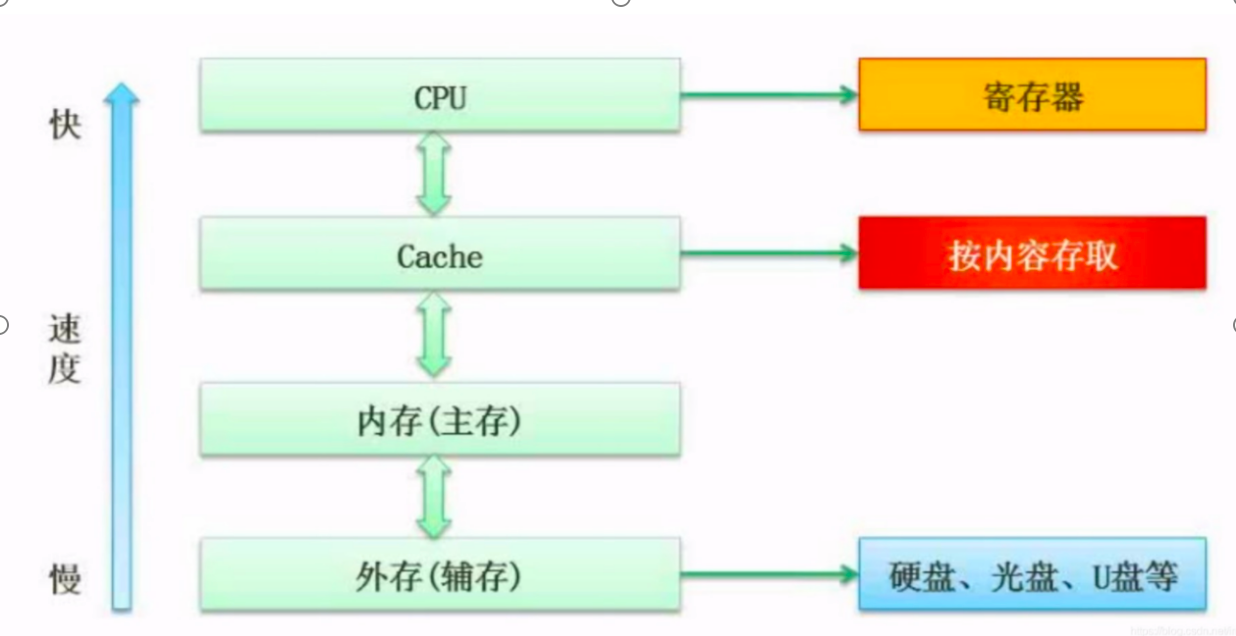 快
CPU
寄存器
Cache
按内容存取
速
度
内存(主存)
慢
外存(辅存)
硬盘、光盘、U盘等